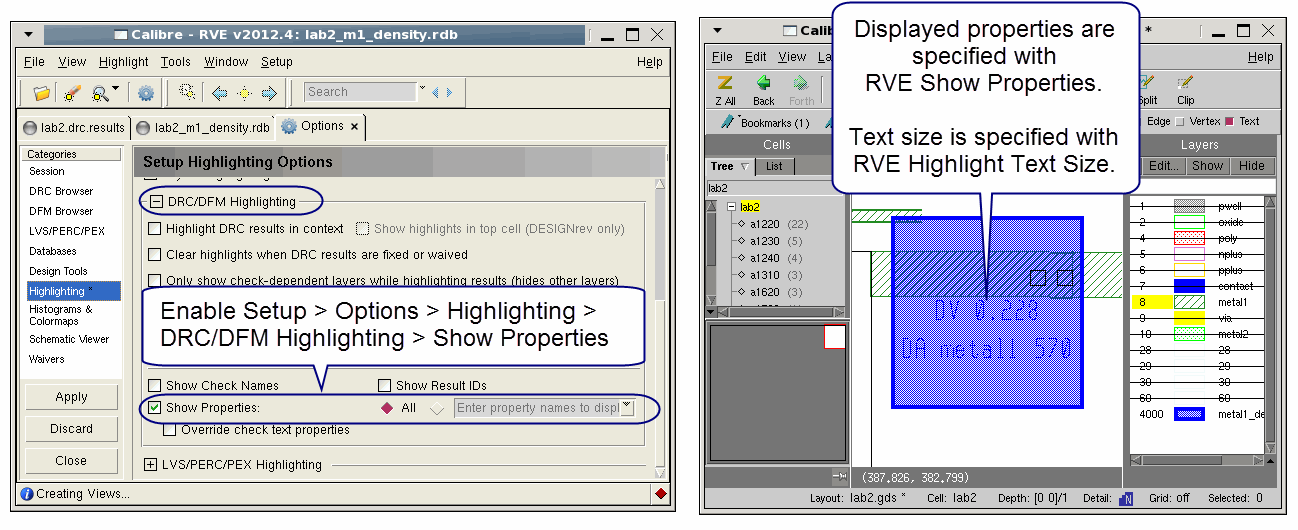 Calibre - RVE v2012.4: lab2_m1_density.rdb
File View Highlight Tools Window Setup Help
Search
lab2.drc.results lab2_m1_density.rdb Options ×
Categories
Session
DRC Browser
DFM Browser
LVS/PERC/PEX
Databases
Design Tools
Highlighting *
Histograms &
Colormaps
Schematic Viewer
Waivers
Apply
Discard
Close
Setup Highlighting Options
DRC/DFM Highlighting
Highlight DRC results in context Show highlights in top cell (DESIGNrev only)
Clear highlights when DRC results are fixed or waived
Only show check-dependent layers while highlighting results (hides other layers)
Enable Setup > Options > Highlighting >
DRC/DFM Highlighting > Show Properties
Show Check Names Show Result IDs
Show Properties: All Enter property names to displ
Override check text properties
LVS/PERC/PEX Highlighting
Creating Views...
Displayed properties are
specified with
RVE Show Properties.
Text size is specified with
RVE Highlight Text Size.
Calib *
File Edit View La Help
Z All Back Forth plit Clip
Bookmarks (1) Edge Vertex Text
Cells
Tree List
lab2
lab2
a1220 (22)
a1230 (5)
a1240 (4)
a1310 (3)
a1620 (3)
DV 0.228
DA metal1 570
Layers
Edit... Show Hide
1 pwell
2 oxide
4 poly
5 nplus
6 pplus
7 contact
8 metal1
9 via
10 metal2
28 28
29 29
30 30
60 60
4000 metal1_de
(387.826, 382.799)
Layout: lab2.gds * Cell: lab2 Depth: [0 0]/1 Detail: Grid: off Selected: 0